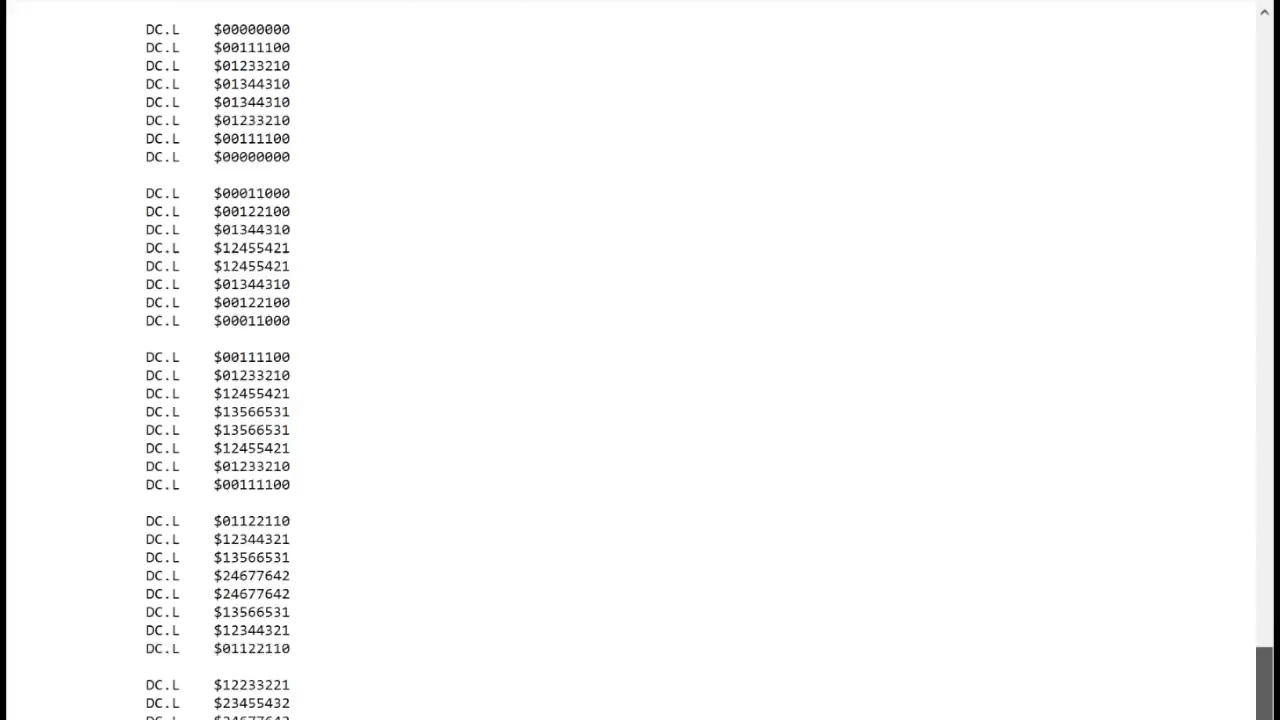 DC.L $00000000
DC.L $00111100
DC.L $01233210
DC.L $01344310
DC.L $01344310
DC.L $01233210
DC.L $00111100
DC.L $00000000
DC.L $00011000
DC.L $00122100
DC.L $01344310
DC.L $12455421
DC.L $12455421
DC.L $01344310
DC.L $00122100
DC.L $00011000
DC.L $00111100
DC.L $01233210
DC.L $12455421
DC.L $13566531
DC.L $13566531
DC.L $12455421
DC.L $01233210
DC.L $00111100
DC.L $01122110
DC.L $12344321
DC.L $13566531
DC.L $24677642
DC.L $24677642
DC.L $13566531
DC.L $12344321
DC.L $01122110
DC.L $12233221
DC.L $23455432